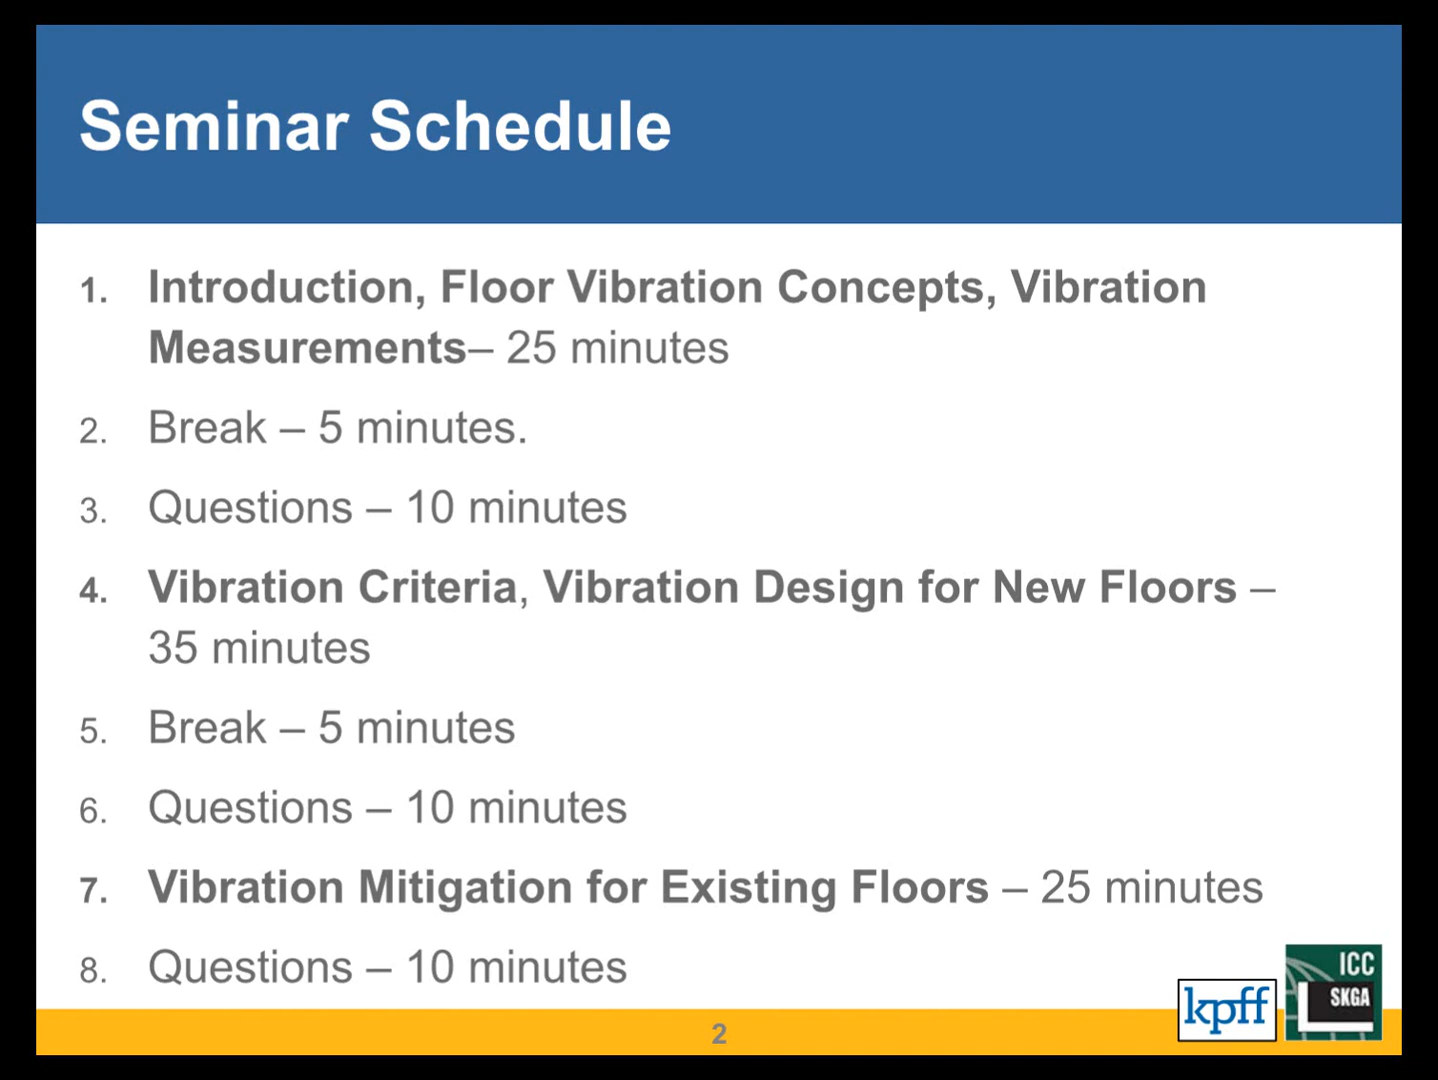 Seminar Schedule
1. Introduction, Floor Vibration Concepts, Vibration
Measurements– 25 minutes
2. Break – 5 minutes.
3. Questions – 10 minutes
4. Vibration Criteria, Vibration Design for New Floors –
35 minutes
5. Break – 5 minutes
6. Questions – 10 minutes
7. Vibration Mitigation for Existing Floors – 25 minutes
8. Questions – 10 minutes
ICC
SKGA
kpff
2